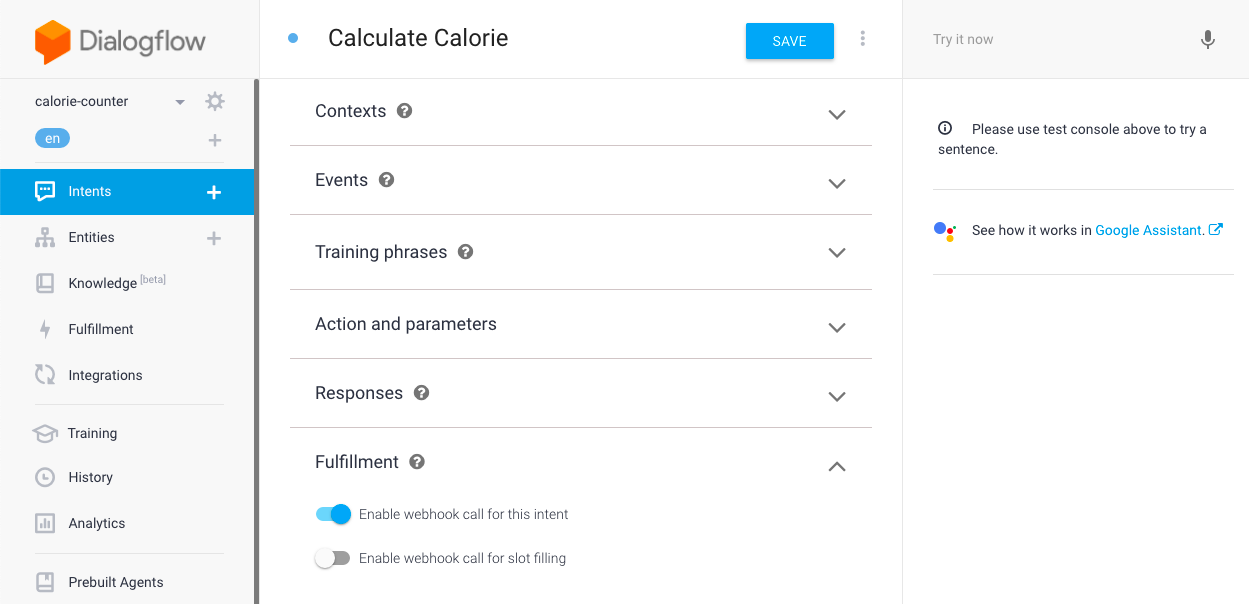 Dialogflow
calorie-counter
en
Intents
Entities
Knowledge [beta]
Fulfillment
Integrations
Training
History
Analytics
Prebuilt Agents
Calculate Calorie
SAVE
Contexts
Events
Training phrases
Action and parameters
Responses
Fulfillment
Enable webhook call for this intent
Enable webhook call for slot filling
Try it now
Please use test console above to try a
sentence.
See how it works in Google Assistant.